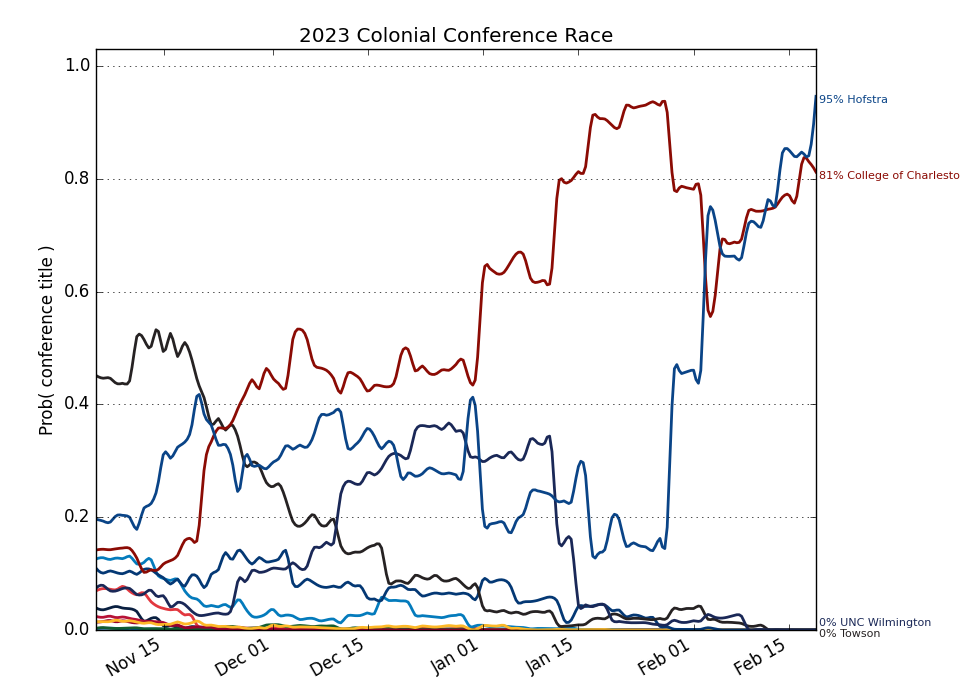 2023 Colonial Conference Race
Prob( conference title )
1.0
0.8
0.6
0.4
0.2
0.0
95% Hofstra
81% College of Charlesto
0% UNC Wilmington
0% Towson
Nov 15
Dec 01
Dec 15
Jan 01
Jan 15
Feb 01
Feb 15